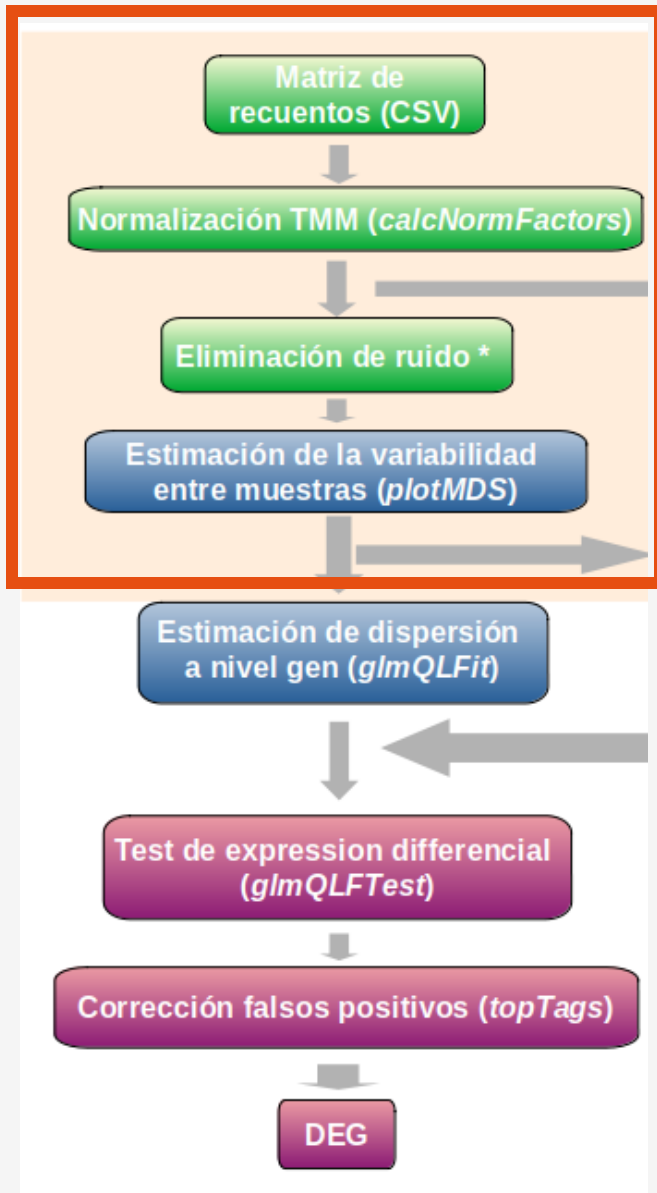 Matriz de
recuentos (CSV)
Normalización TMM (calcNormFactors)
Eliminación de ruido *
Estimación de la variabilidad
entre muestras (plotMDS)
Estimación de dispersión
a nivel gen (glmQLFit)
Test de expression differencial
(glmQLFTest)
Corrección falsos positivos (topTags)
DEG